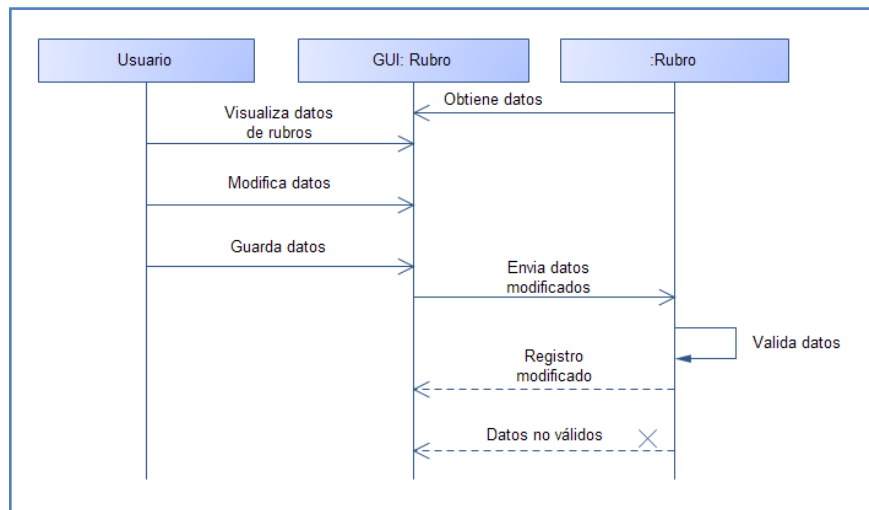 Usuario
GUI: Rubro
:Rubro
Obtiene datos
Visualiza datos
de rubros
Modifica datos
Guarda datos
Envia datos
modificados
Valida datos
Registro
modificado
Datos no válidos